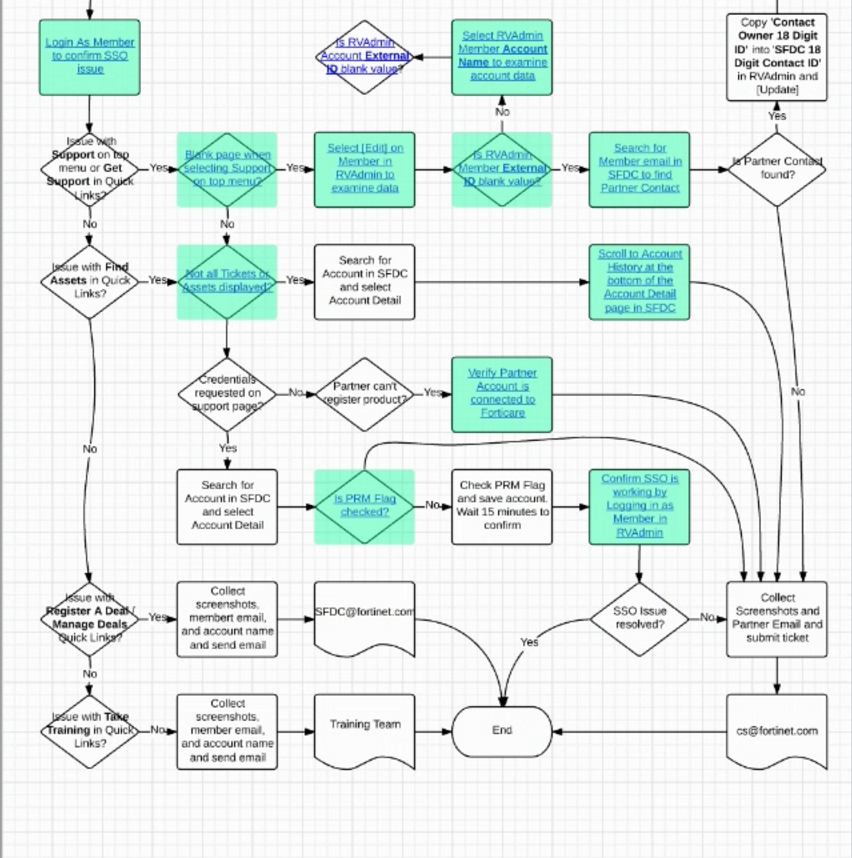 Login As Member
to confirm SSO
issue
Is RVAdmin
Account External
ID blank value?
Select RVAdmin
Member Account
Name to examine
account data
Copy 'Contact
Owner 18 Digit
ID' into 'SFDC 18
Digit Contact ID'
in RVAdmin and
[Update]
No
Yes
Issue with
Support on top
menu or Get
Support in Quick
Links?
Yes
Blank page when
selecting Support
on top menu?
Yes
Select [Edit] on
Member in
RVAdmin to
examine data
Is RVAdmin
Member External
ID blank value?
Yes
Search for
Member email in
SFDC to find
Partner Contact
Is Partner Contact
found?
No
No
Issue with Find
Assets in Quick
Links?
Yes
Not all Tickets or
Assets displayed?
Yes
Search for
Account in SFDC
and select
Account Detail
Scroll to Account
History at the
bottom of the
Account Detail
page in SFDC
Credentials
requested on
support page?
No
Partner can't
register product?
Yes
Verify Partner
Account is
connected to
Forticare
No
No
Yes
Search for
Account in SFDC
and select
Account Detail
Is PRM Flag
checked?
No
Check PRM Flag
and save account.
Wait 15 minutes to
confirm
Confirm SSO is
working by
Logging in as
Member in
RVAdmin
Issue with
Register A Deal /
Manage Deals
Quick Links?
Yes
Collect
screenshots,
membert email,
and account name
and send email
SFDC@fortinet.com
SSO Issue
resolved?
No
Collect
Screenshots and
Partner Email and
submit ticket
Yes
No
Issue with Take
Training in Quick
Links?
No
Collect
screenshots,
member email,
and account name
and send email
Training Team
End
cs@fortinet.com